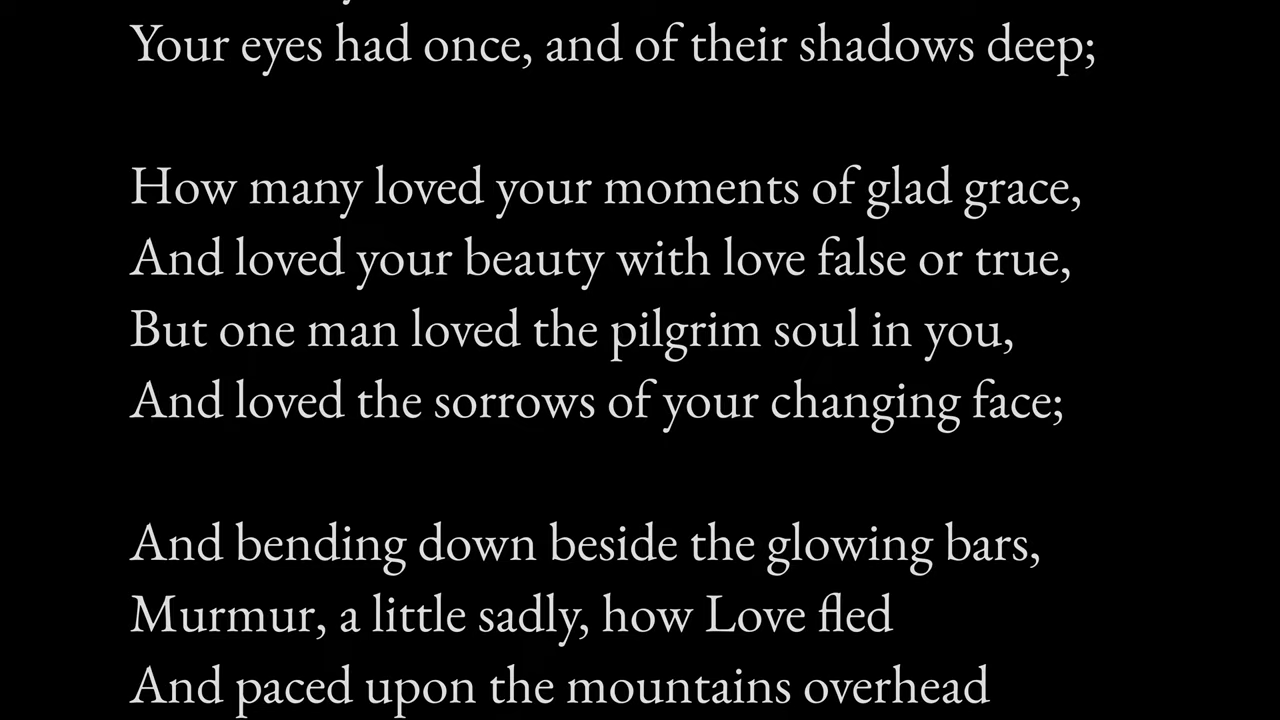 Your eyes had once, and of their shadows deep;
How many loved your moments of glad grace,
And loved your beauty with love false or true,
But one man loved the pilgrim soul in you,
And loved the sorrows of your changing face;
And bending down beside the glowing bars,
Murmur, a little sadly, how Love fled
And paced upon the mountains overhead